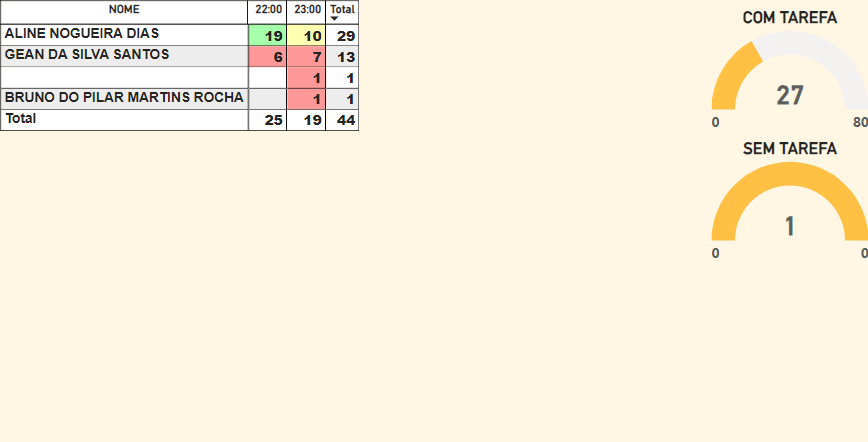 NOME 22:00 23:00 Total
ALINE NOGUEIRA DIAS 19 10 29
GEAN DA SILVA SANTOS 6 7 13
1 1
BRUNO DO PILAR MARTINS ROCHA 1 1
Total 25 19 44
COM TAREFA
27
0 80
SEM TAREFA
1
0 0